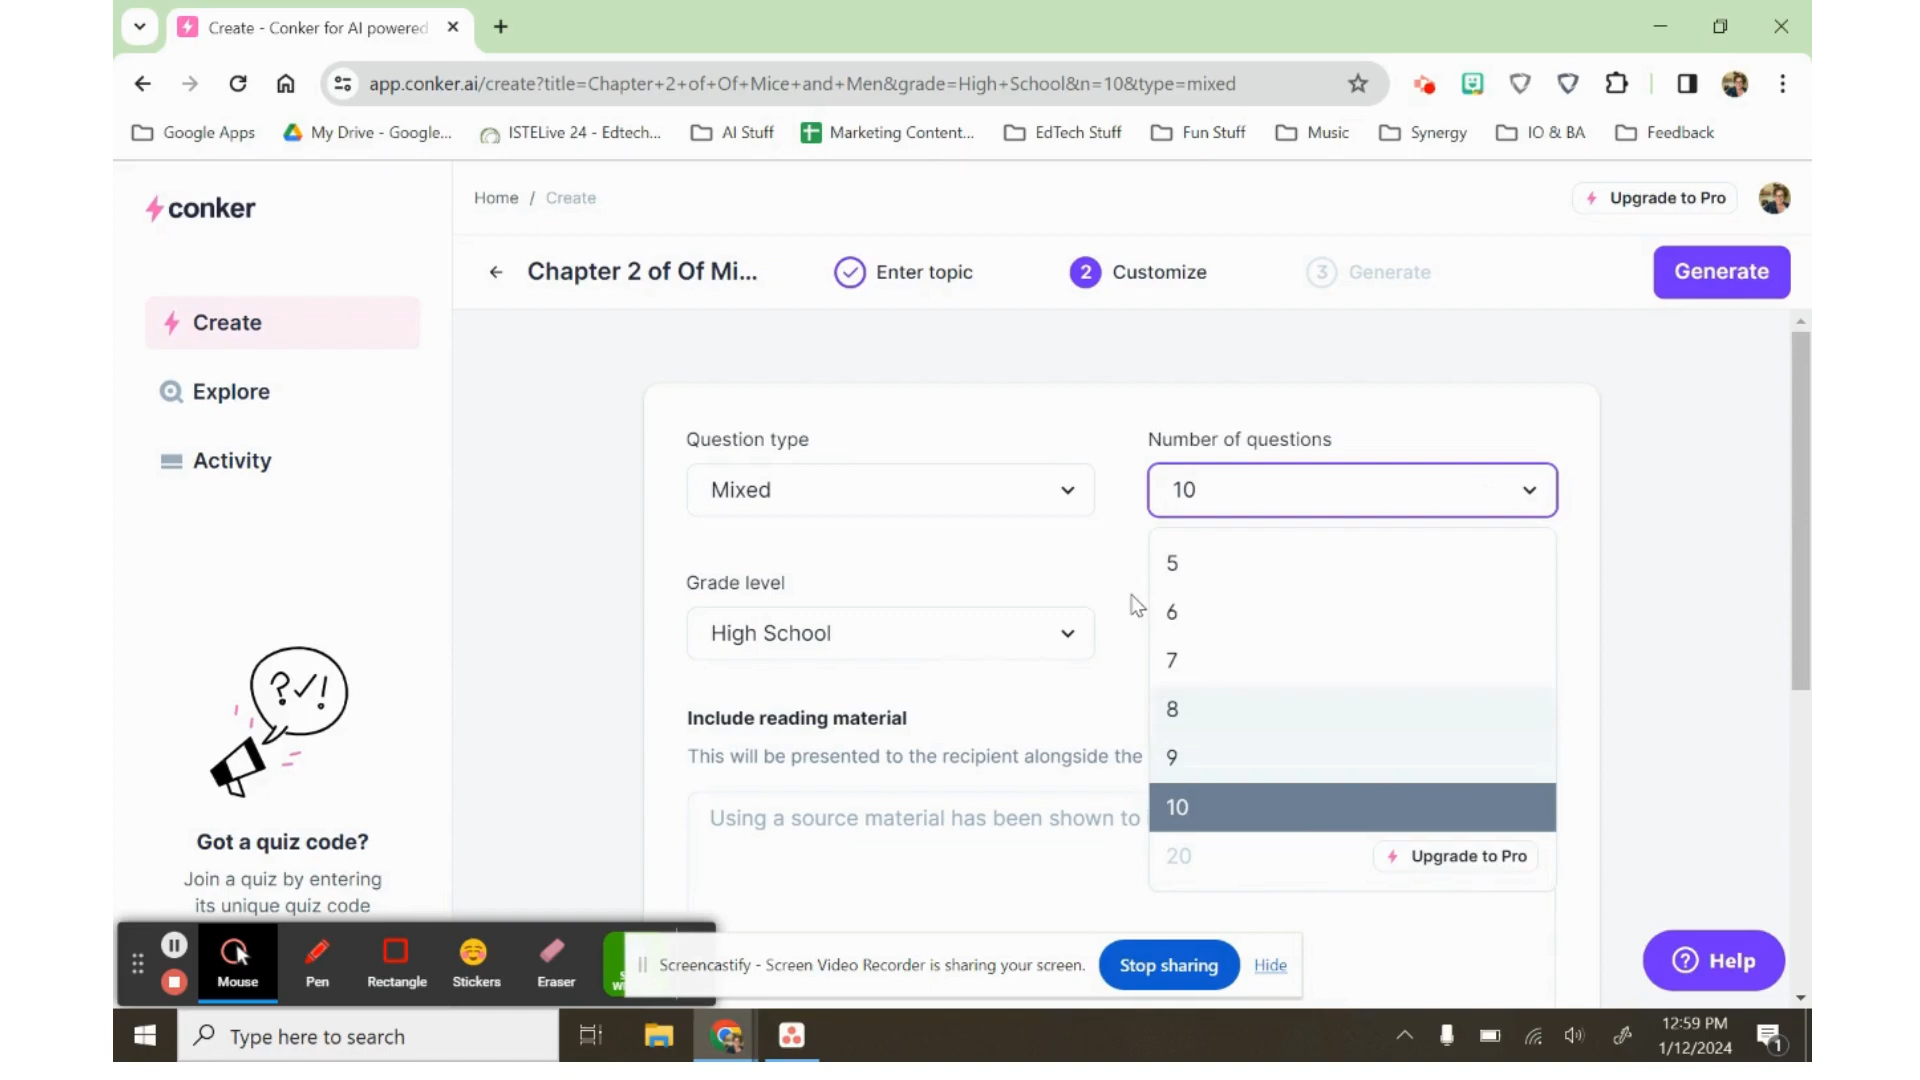 Create - Conker for AI powered
app.conker.ai/create?title=Chapter+2+of+Of+Mice+and+Men&grade=High+School&n=10&type=mixed
Google Apps
My Drive - Google...
ISTELive 24 - Edtech...
AI Stuff
Marketing Content...
EdTech Stuff
Fun Stuff
Music
Synergy
IO & BA
Feedback
conker
Home / Create
Upgrade to Pro
Chapter 2 of Of Mi...
Enter topic
2 Customize
3 Generate
Generate
Create
Explore
Activity
Question type
Mixed
Number of questions
10
5
6
7
8
9
10
20
Upgrade to Pro
Grade level
High School
Include reading material
This will be presented to the recipient alongside the
Using a source material has been shown to
?✓!
Got a quiz code?
Join a quiz by entering
its unique quiz code
Mouse
Pen
Rectangle
Stickers
Eraser
Screencastify - Screen Video Recorder is sharing your screen.
Stop sharing
Hide
Help
Type here to search
12:59 PM
1/12/2024
1